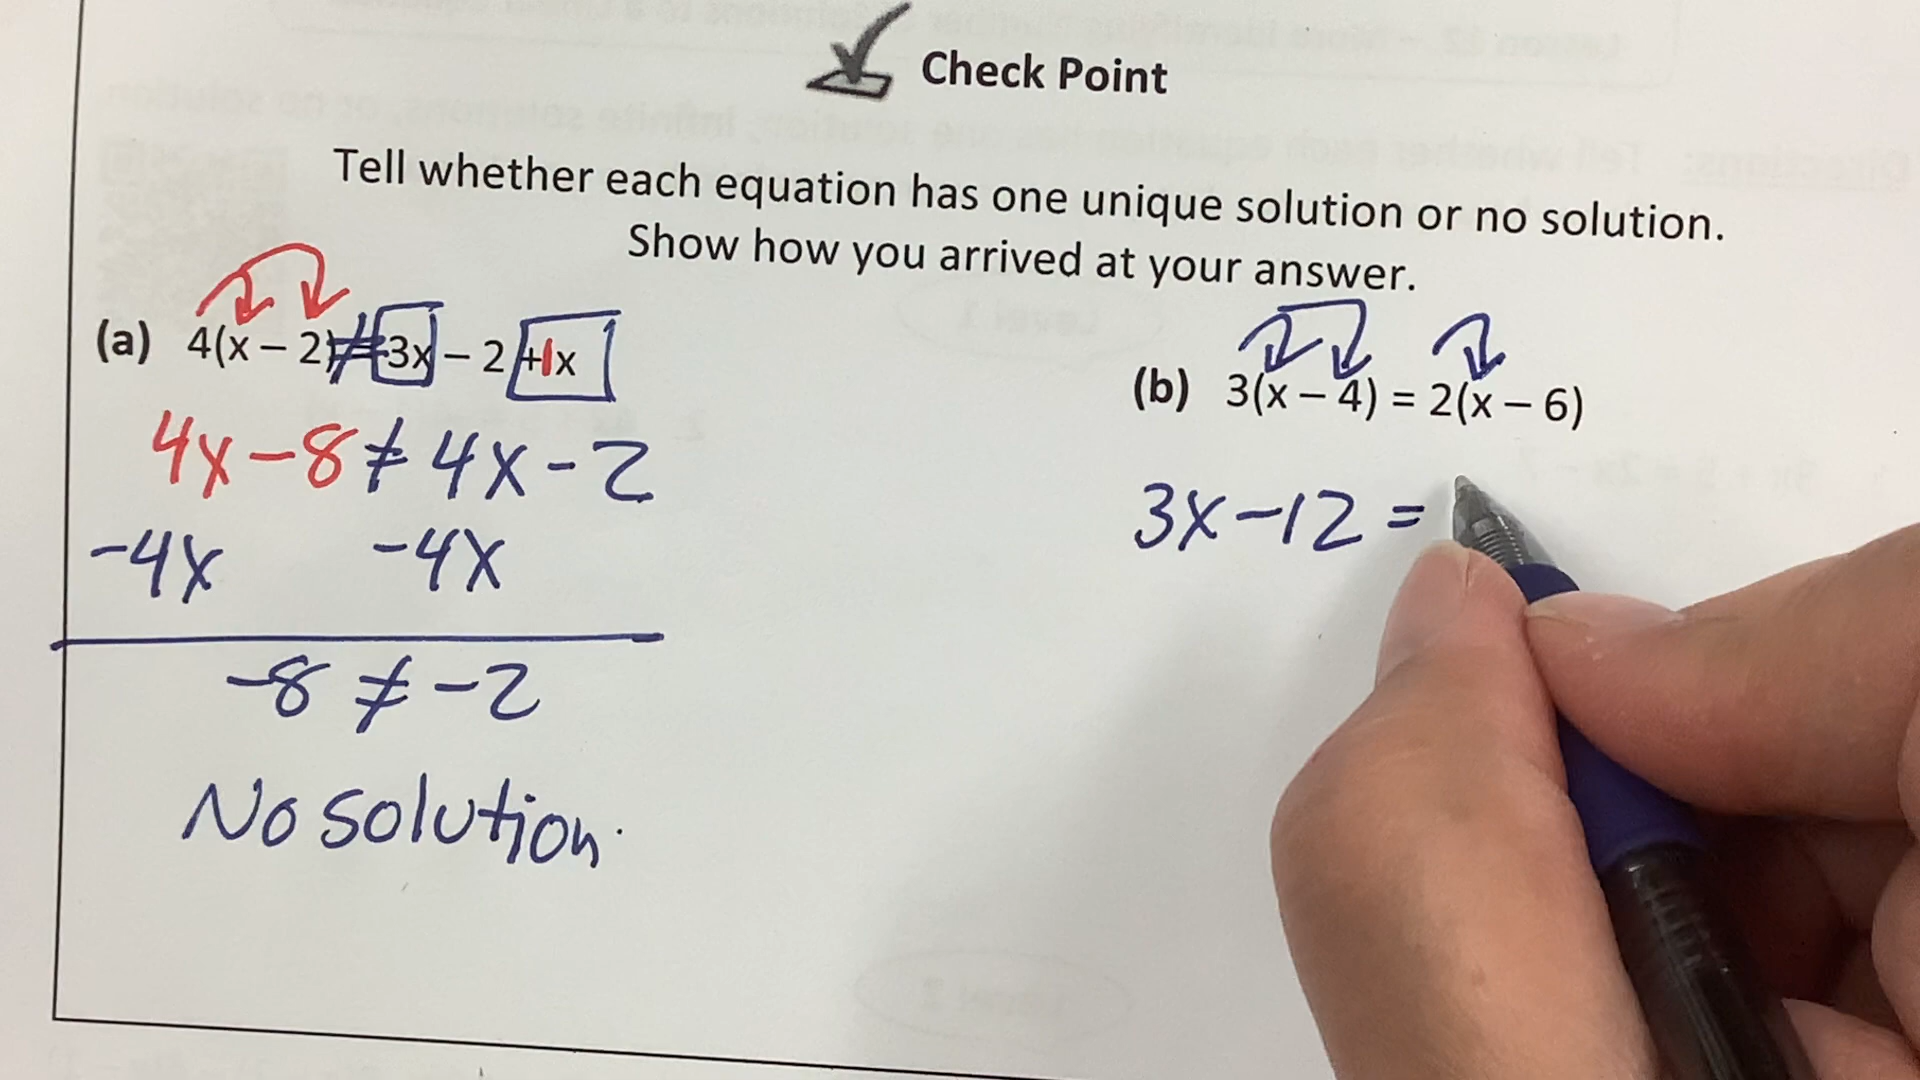 Check Point
Tell whether each equation has one unique solution or no solution.
Show how you arrived at your answer.
(a) 4(x – 2) ≠ 3x – 2 + 1x
4x - 8 ≠ 4x - 2
-4x -4x
-8 ≠ -2
No solution.
(b) 3(x – 4) = 2(x – 6)
3x - 12 =